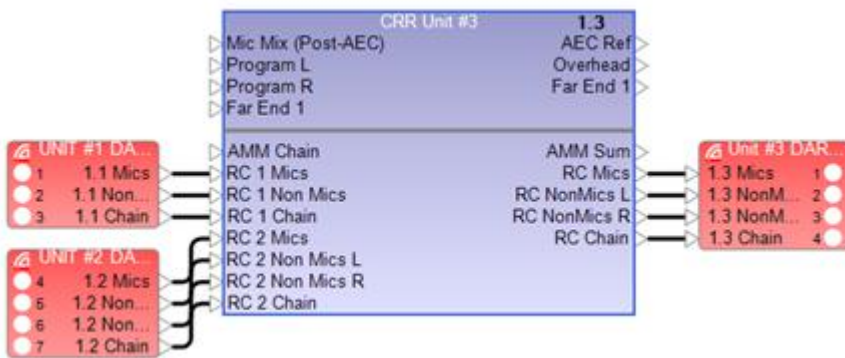 CRR Unit #3 1.3
Mic Mix (Post-AEC) AEC Ref
Program L Overhead
Program R Far End 1
Far End 1
UNIT #1 DA...
1 1.1 Mics
2 1.1 Non...
3 1.1 Chain
UNIT #2 DA...
4 1.2 Mics
5 1.2 Non...
6 1.2 Non...
7 1.2 Chain
AMM Chain AMM Sum
RC 1 Mics RC Mics
RC 1 Non Mics RC NonMics L
RC 1 Chain RC NonMics R
RC 2 Mics RC Chain
RC 2 Non Mics L
RC 2 Non Mics R
RC 2 Chain
Unit #3 DAR...
1.3 Mics 1
1.3 NonM... 2
1.3 NonM... 3
1.3 Chain 4